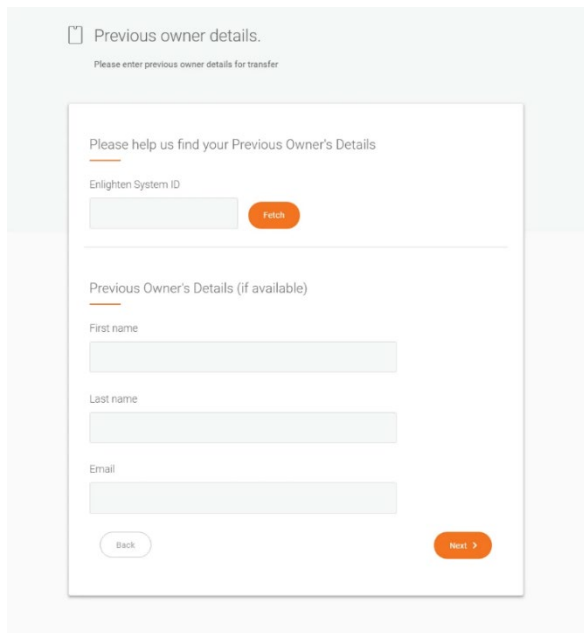 Previous owner details.
Please enter previous owner details for transfer
Please help us find your Previous Owner's Details
Enlighten System ID
Fetch
Previous Owner's Details (if available)
First name
Last name
Email
Back
Next >